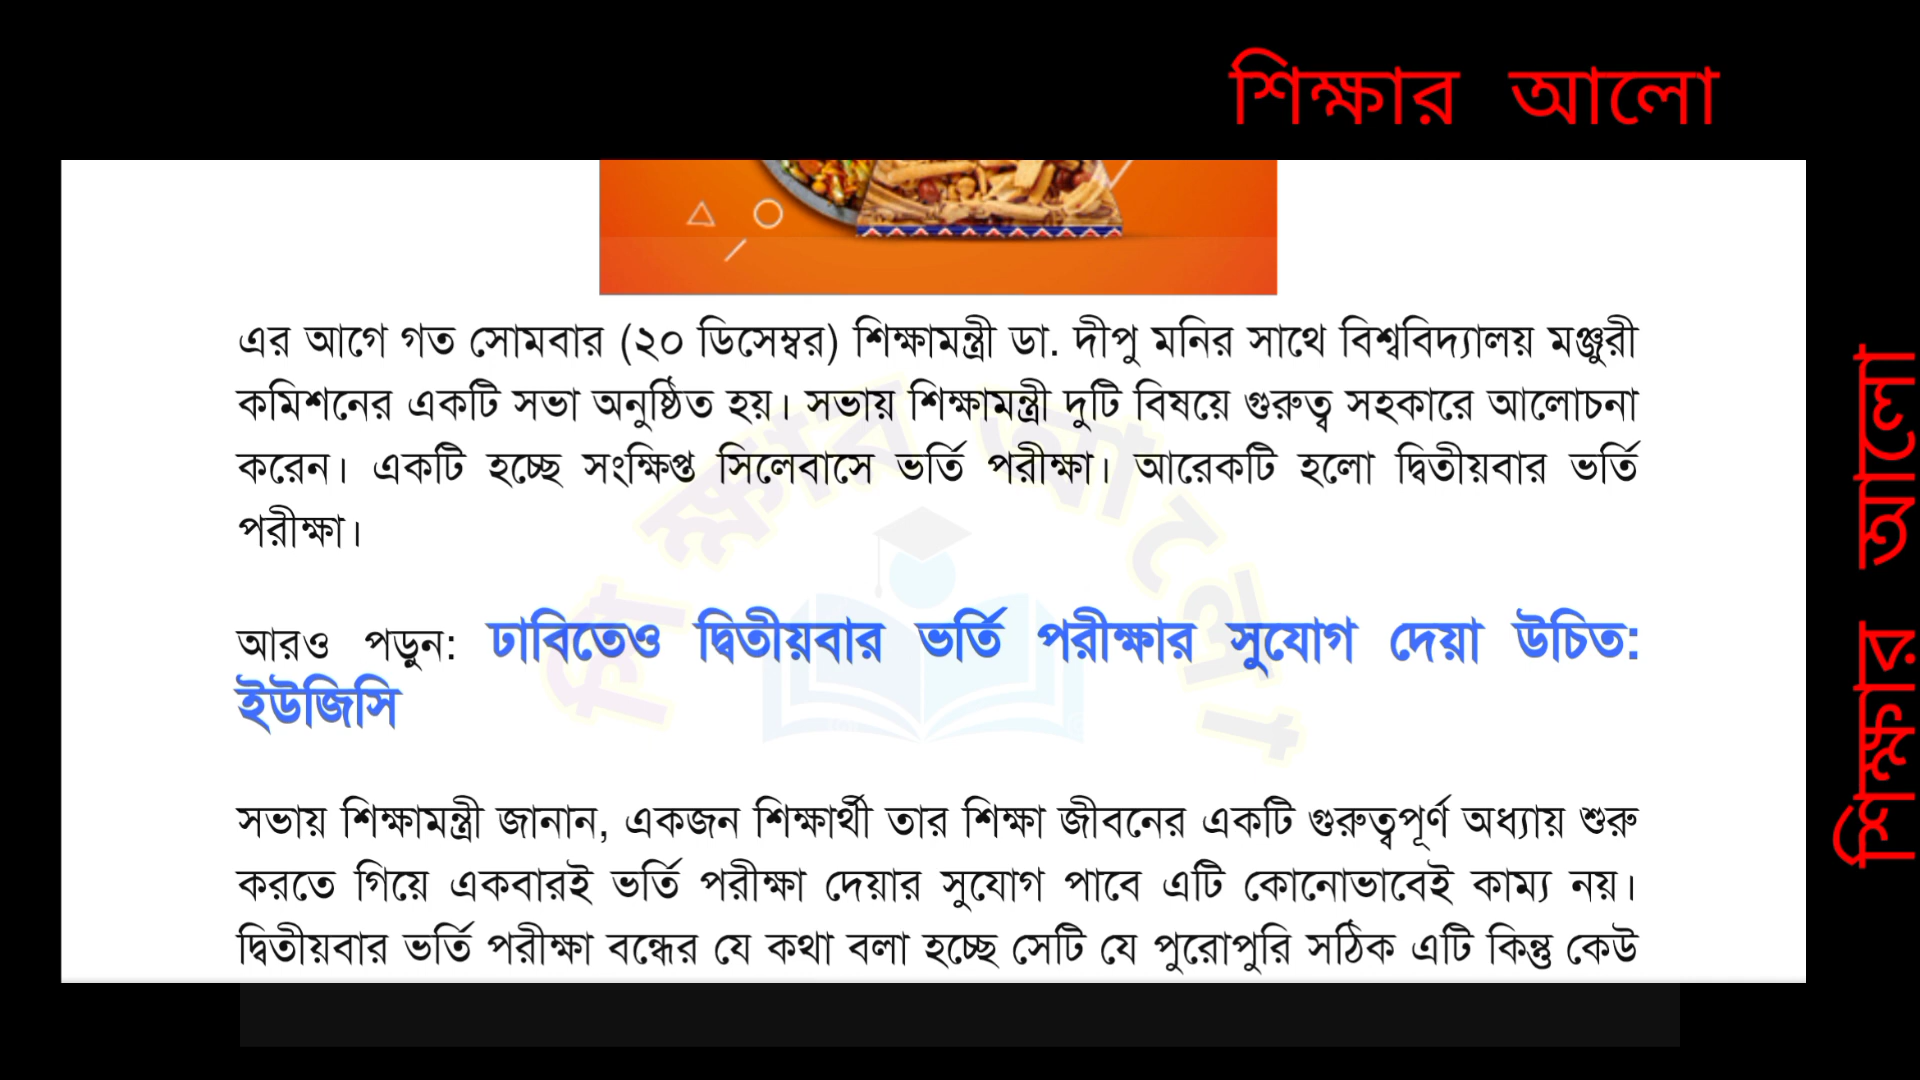 শিক্ষার আলো
এর আগে গত সোমবার (২০ ডিসেম্বর) শিক্ষামন্ত্রী ডা. দীপু মনির সাথে বিশ্ববিদ্যালয় মঞ্জুরী
কমিশনের একটি সভা অনুষ্ঠিত হয়। সভায় শিক্ষামন্ত্রী দুটি বিষয়ে গুরুত্ব সহকারে আলোচনা
করেন। একটি হচ্ছে সংক্ষিপ্ত সিলেবাসে ভর্তি পরীক্ষা। আরেকটি হলো দ্বিতীয়বার ভর্তি
পরীক্ষা।
শিক্ষার আলো
আরও পড়ুন: ঢাবিতেও দ্বিতীয়বার ভর্তি পরীক্ষার সুযোগ দেয়া উচিত:
ইউজিসি
সভায় শিক্ষামন্ত্রী জানান, একজন শিক্ষার্থী তার শিক্ষা জীবনের একটি গুরুত্বপূর্ণ অধ্যায় শুরু
করতে গিয়ে একবারই ভর্তি পরীক্ষা দেয়ার সুযোগ পাবে এটি কোনোভাবেই কাম্য নয়।
দ্বিতীয়বার ভর্তি পরীক্ষা বন্ধের যে কথা বলা হচ্ছে সেটি যে পুরোপুরি সঠিক এটি কিন্তু কেউ
শিক্ষার আলো